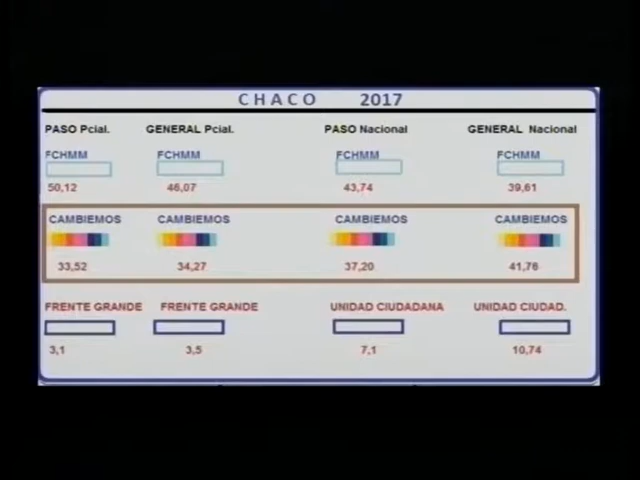 CHACO 2017
PASO Pcial. GENERAL Pcial. PASO Nacional GENERAL Nacional
FCHMM FCHMM FCHMM FCHMM
50,12 46,07 43,74 39,61
CAMBIEMOS CAMBIEMOS CAMBIEMOS CAMBIEMOS
33,52 34,27 37,20 41,76
FRENTE GRANDE FRENTE GRANDE UNIDAD CIUDADANA UNIDAD CIUDAD.
3,1 3,5 7,1 10,74